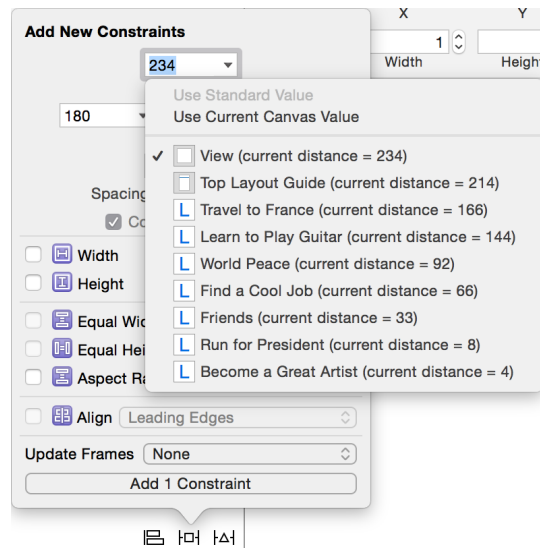 X
Y
Add New Constraints
234
1
Width
180
Use Standard Value
Use Current Canvas Value
View (current distance = 234)
Top Layout Guide (current distance = 214)
Spacing
Travel to France (current distance = 166)
Learn to Play Guitar (current distance = 144)
Width
World Peace (current distance = 92)
Height
Find a Cool Job (current distance = 66)
Friends (current distance = 33)
Equal
Run for President (current distance = 8)
Equal
Become a Great Artist (current distance = 4)
Aspect
Align
Leading Edges
Update Frames
None
Add 1 Constraint